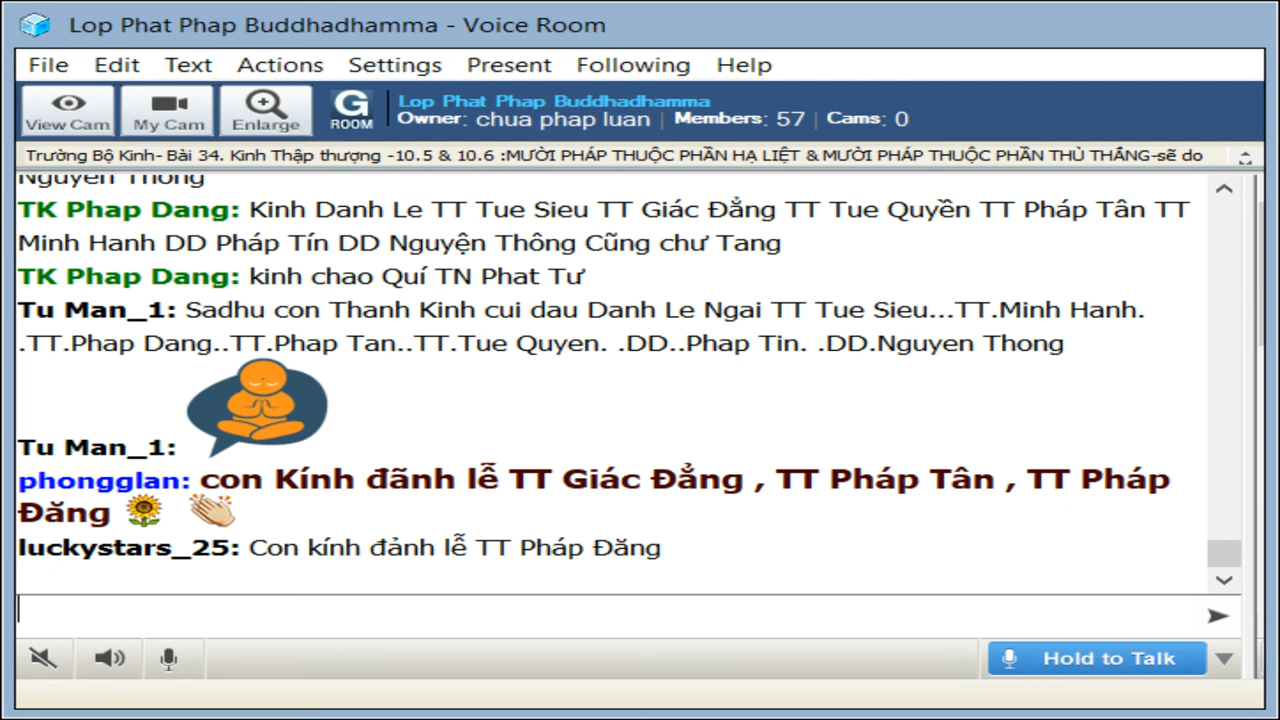 Lop Phat Phap Buddhadhamma - Voice Room
File Edit Text Actions Settings Present Following Help
View Cam My Cam Enlarge G ROOM
Lop Phat Phap Buddhadhamma
Owner: chua phap luan | Members: 57 | Cams: 0
Trường Bộ Kinh- Bài 34. Kinh Thập thượng -10.5 & 10.6 :MƯỜI PHÁP THUỘC PHẦN HẠ LIỆT & MƯỜI PHÁP THUỘC PHẦN THÙ THẮNG-sẽ do
Nguyen Thong
TK Phap Dang: Kinh Danh Le TT Tue Sieu TT Giác Đẳng TT Tue Quyền TT Pháp Tân TT
Minh Hanh DD Pháp Tín DD Nguyện Thông Cũng chư Tang
TK Phap Dang: kinh chao Quí TN Phat Tư
Tu Man_1: Sadhu con Thanh Kinh cui dau Danh Le Ngai TT Tue Sieu...TT.Minh Hanh.
.TT.Phap Dang..TT.Phap Tan..TT.Tue Quyen. .DD..Phap Tin. .DD.Nguyen Thong
Tu Man_1:
phongglan: con Kính đãnh lễ TT Giác Đẳng , TT Pháp Tân , TT Pháp
Đăng
luckystars_25: Con kính đảnh lễ TT Pháp Đăng
Hold to Talk